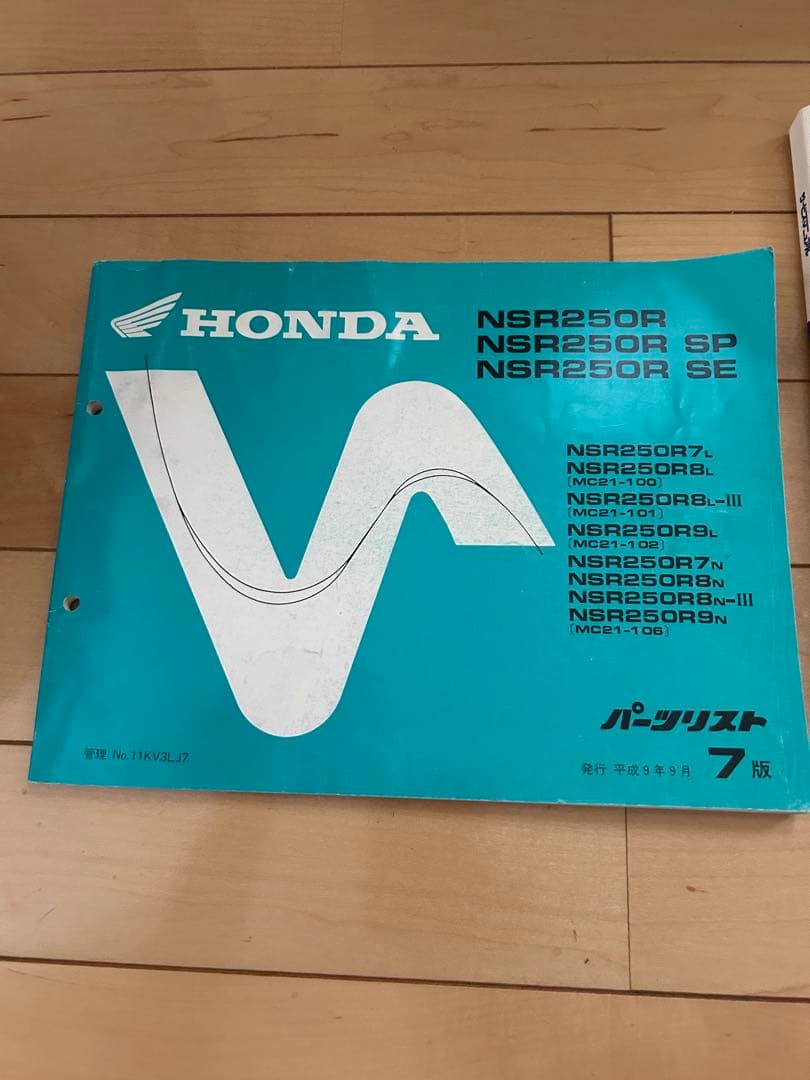 HONDA
NSR250R
NSR250R SP
NSR250R SE
NSR250R7L
NSR250R8L
(MC21-100)
NSR250R8L-III
(MC21-101)
NSR250R9L
(MC21-102)
NSR250R7N
NSR250R8N
NSR250R8N-III
NSR250R9N
(MC21-106)
パーツリスト
管理 No.11KV3LJ7
発行 平成9年9月 7版